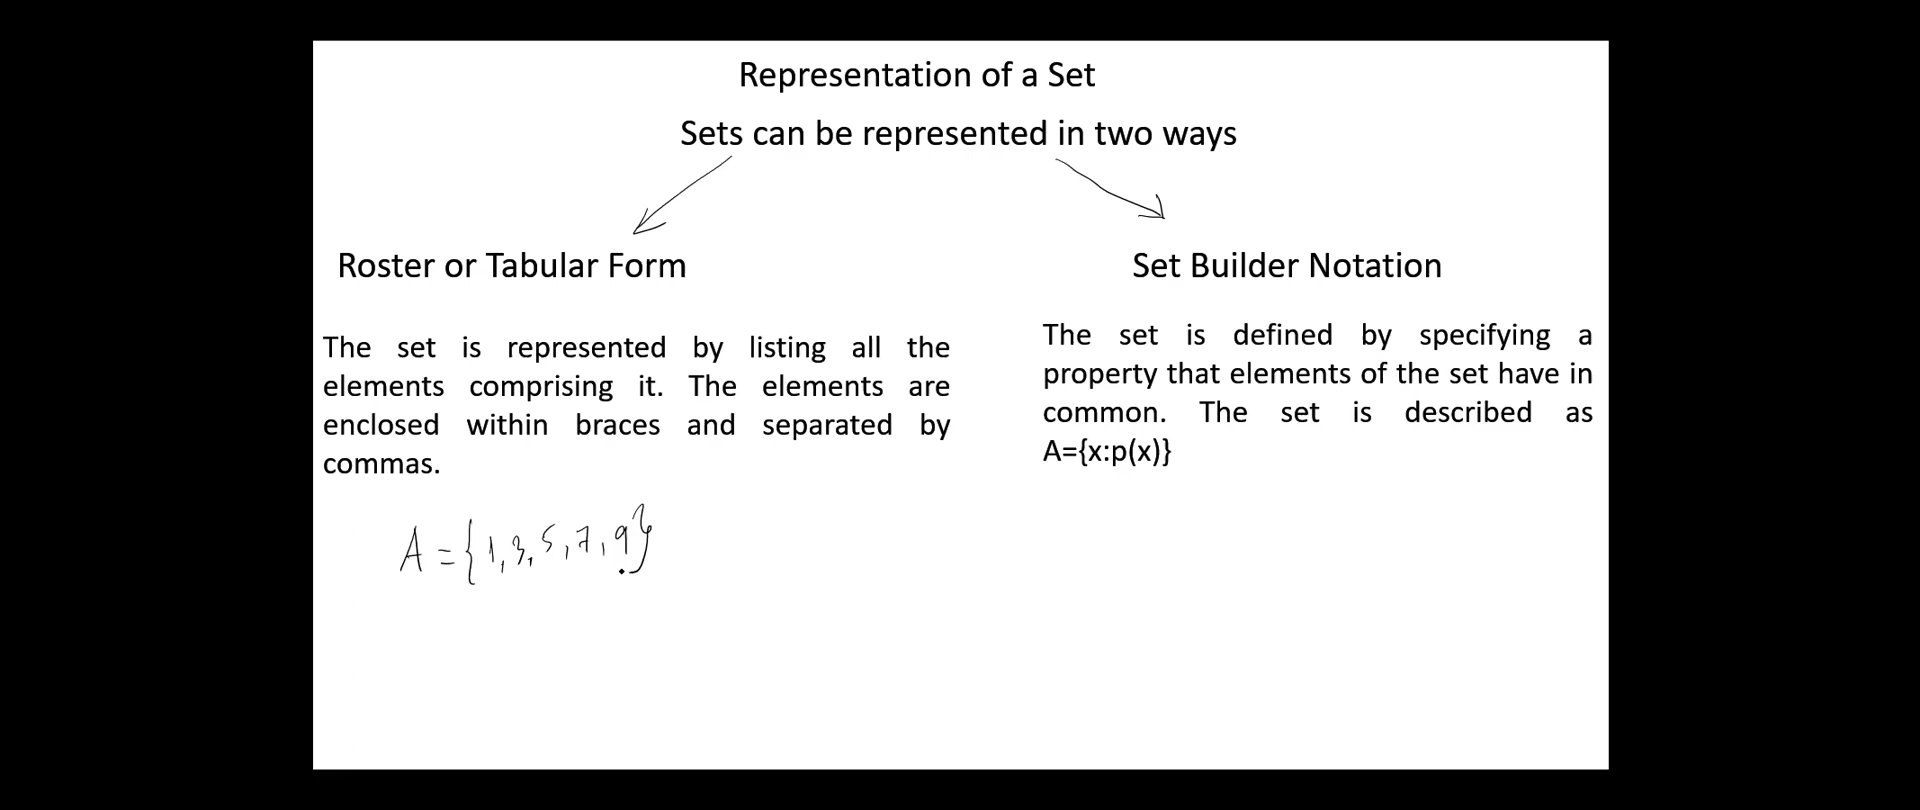 Representation of a Set
Sets can be represented in two ways
Roster or Tabular Form
The set is represented by listing all the
elements comprising it. The elements are
enclosed within braces and separated by
commas.
A={1,3,5,7,9}
Set Builder Notation
The set is defined by specifying a
property that elements of the set have in
common. The set is described as
A={x:p(x)}